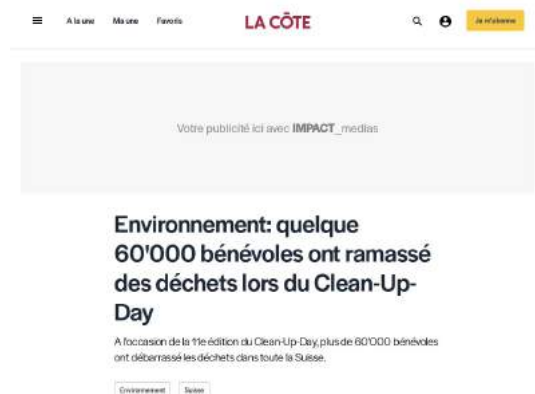 A la une Ma une Favoris LA CÔTE Je m'abonne
Votre publicité ici avec IMPACT_medias
Environnement: quelque
60'000 bénévoles ont ramassé
des déchets lors du Clean-Up-
Day
A l'occasion de la 11e édition du Clean-Up-Day, plus de 60'000 bénévoles
ont débarrassé les déchets dans toute la Suisse.
Environnement Suisse